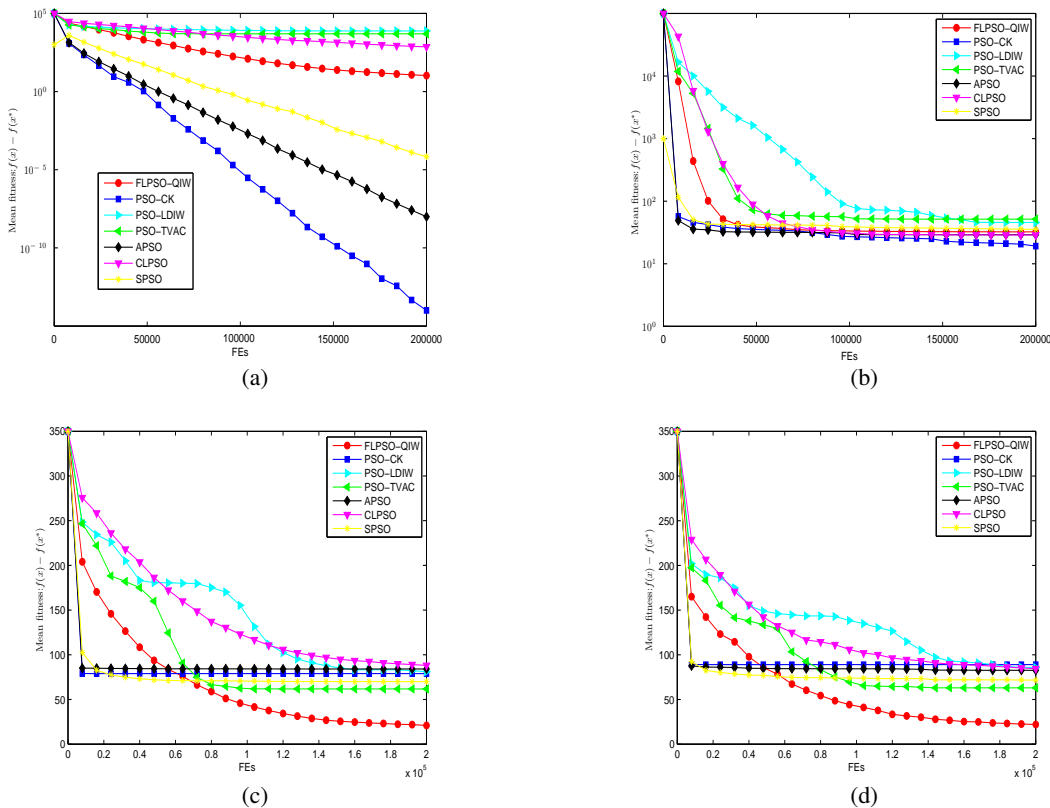 10^5
10^0
10^-5
10^-10
Mean fitness: f(x) − f(x*)
FLPSO−QIW
PSO−CK
PSO−LDIW
PSO−TVAC
APSO
CLPSO
SPSO
0
50000
100000
150000
200000
FEs
(a)
10^4
10^3
10^2
10^1
10^0
Mean fitness: f(x) − f(x*)
FLPSO−QIW
PSO−CK
PSO−LDIW
PSO−TVAC
APSO
CLPSO
SPSO
0
50000
100000
150000
200000
FEs
(b)
350
300
250
200
150
100
50
0
Mean fitness: f(x) − f(x*)
FLPSO−QIW
PSO−CK
PSO−LDIW
PSO−TVAC
APSO
CLPSO
SPSO
0
0.2
0.4
0.6
0.8
1
1.2
1.4
1.6
1.8
2
FEs
x 10^5
(c)
350
300
250
200
150
100
50
0
Mean fitness: f(x) − f(x*)
FLPSO−QIW
PSO−CK
PSO−LDIW
PSO−TVAC
APSO
CLPSO
SPSO
0
0.2
0.4
0.6
0.8
1
1.2
1.4
1.6
1.8
2
FEs
x 10^5
(d)